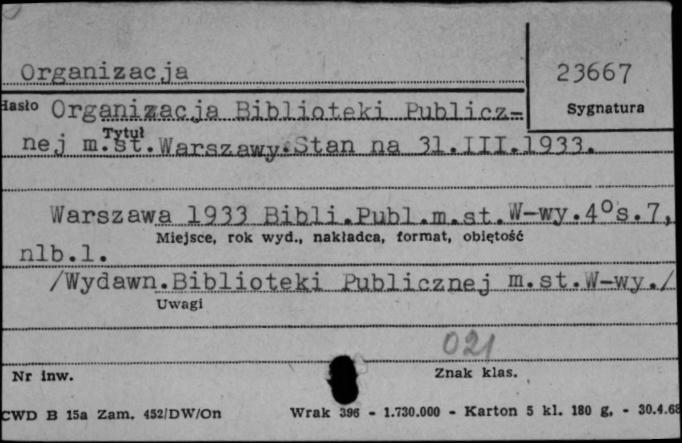 Organizacja
23667
Hasło
Sygnatura
Organizacja Biblioteki Publicz=
Tytuł
nej m.st.Warszawy.Stan na 31.III.1933.
Warszawa 1933 Bibli.Publ.m.st.W-wy.4°s.7,
Miejsce, rok wyd., nakładca, format, objętość
nlb.1.
/Wydawn.Biblioteki Publicznej m.st.W-wy./
Uwagi
021
Nr inw.
Znak klas.
CWD B 15a Zam. 452/DW/On Wrak 396 - 1.730.000 - Karton 5 kl. 180 g. - 30.4.68